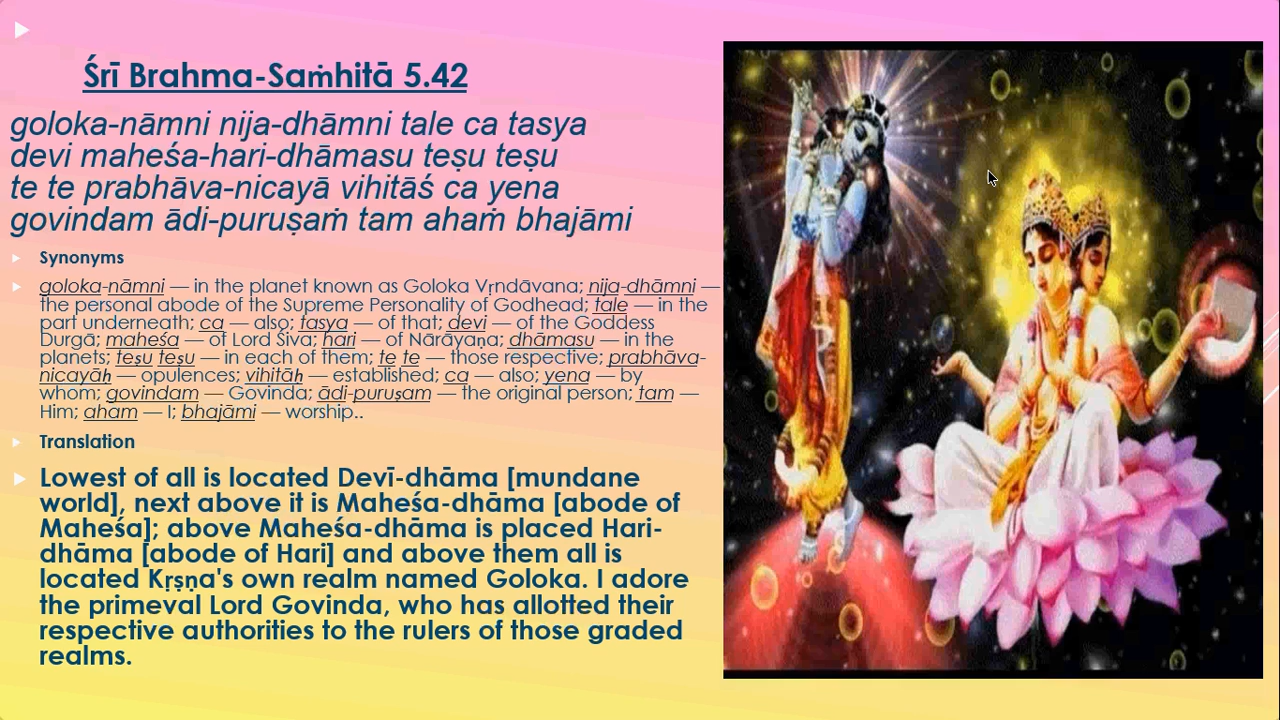 Śrī Brahma-Saṁhitā 5.42
goloka-nāmni nija-dhāmni tale ca tasya
devi maheśa-hari-dhāmasu teṣu teṣu
te te prabhāva-nicayā vihitāś ca yena
govindam ādi-puruṣaṁ tam ahaṁ bhajāmi
Synonyms
goloka-nāmni — in the planet known as Goloka Vṛndāvana; nija-dhāmni —
the personal abode of the Supreme Personality of Godhead; tale — in the
part underneath; ca — also; tasya — of that; devi — of the Goddess
Durgā; maheśa — of Lord Śiva; hari — of Nārāyaṇa; dhāmasu — in the
planets; teṣu teṣu — in each of them; te te — those respective; prabhāva-
nicayāḥ — opulences; vihitāḥ — established; ca — also; yena — by
whom; govindam — Govinda; ādi-puruṣam — the original person; tam —
Him; aham — I; bhajāmi — worship..
Translation
Lowest of all is located Devī-dhāma [mundane
world], next above it is Maheśa-dhāma [abode of
Maheśa]; above Maheśa-dhāma is placed Hari-
dhāma [abode of Hari] and above them all is
located Kṛṣṇa's own realm named Goloka. I adore
the primeval Lord Govinda, who has allotted their
respective authorities to the rulers of those graded
realms.